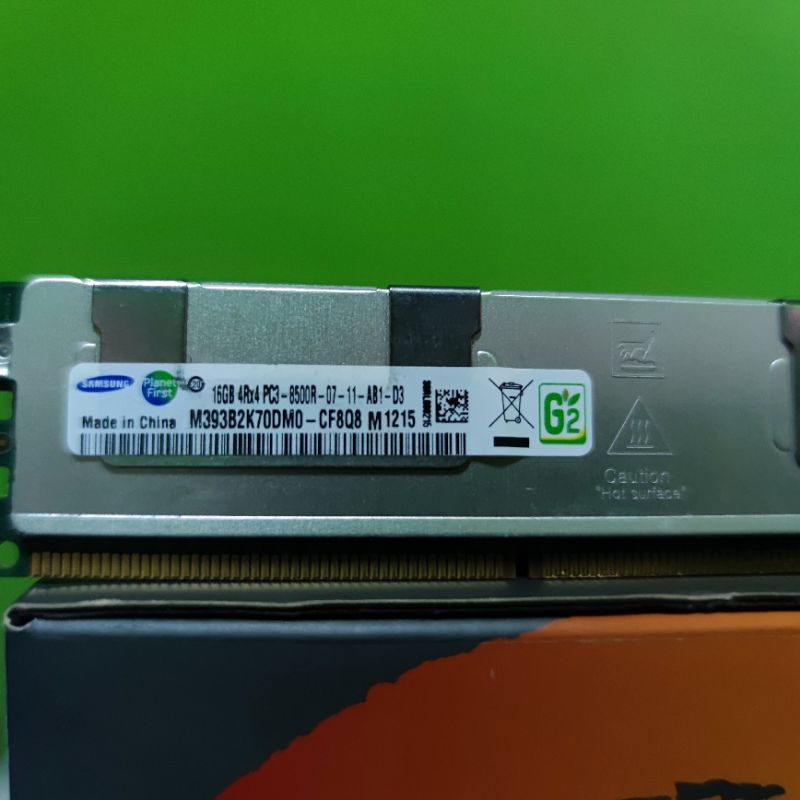 SAMSUNG
Planet First
16GB 4Rx4 PC3-8500R-07-11-AB1-D3
Made in China M393B2K70DM0-CF8Q8 M 1215
G2
Caution
"Hot surface"